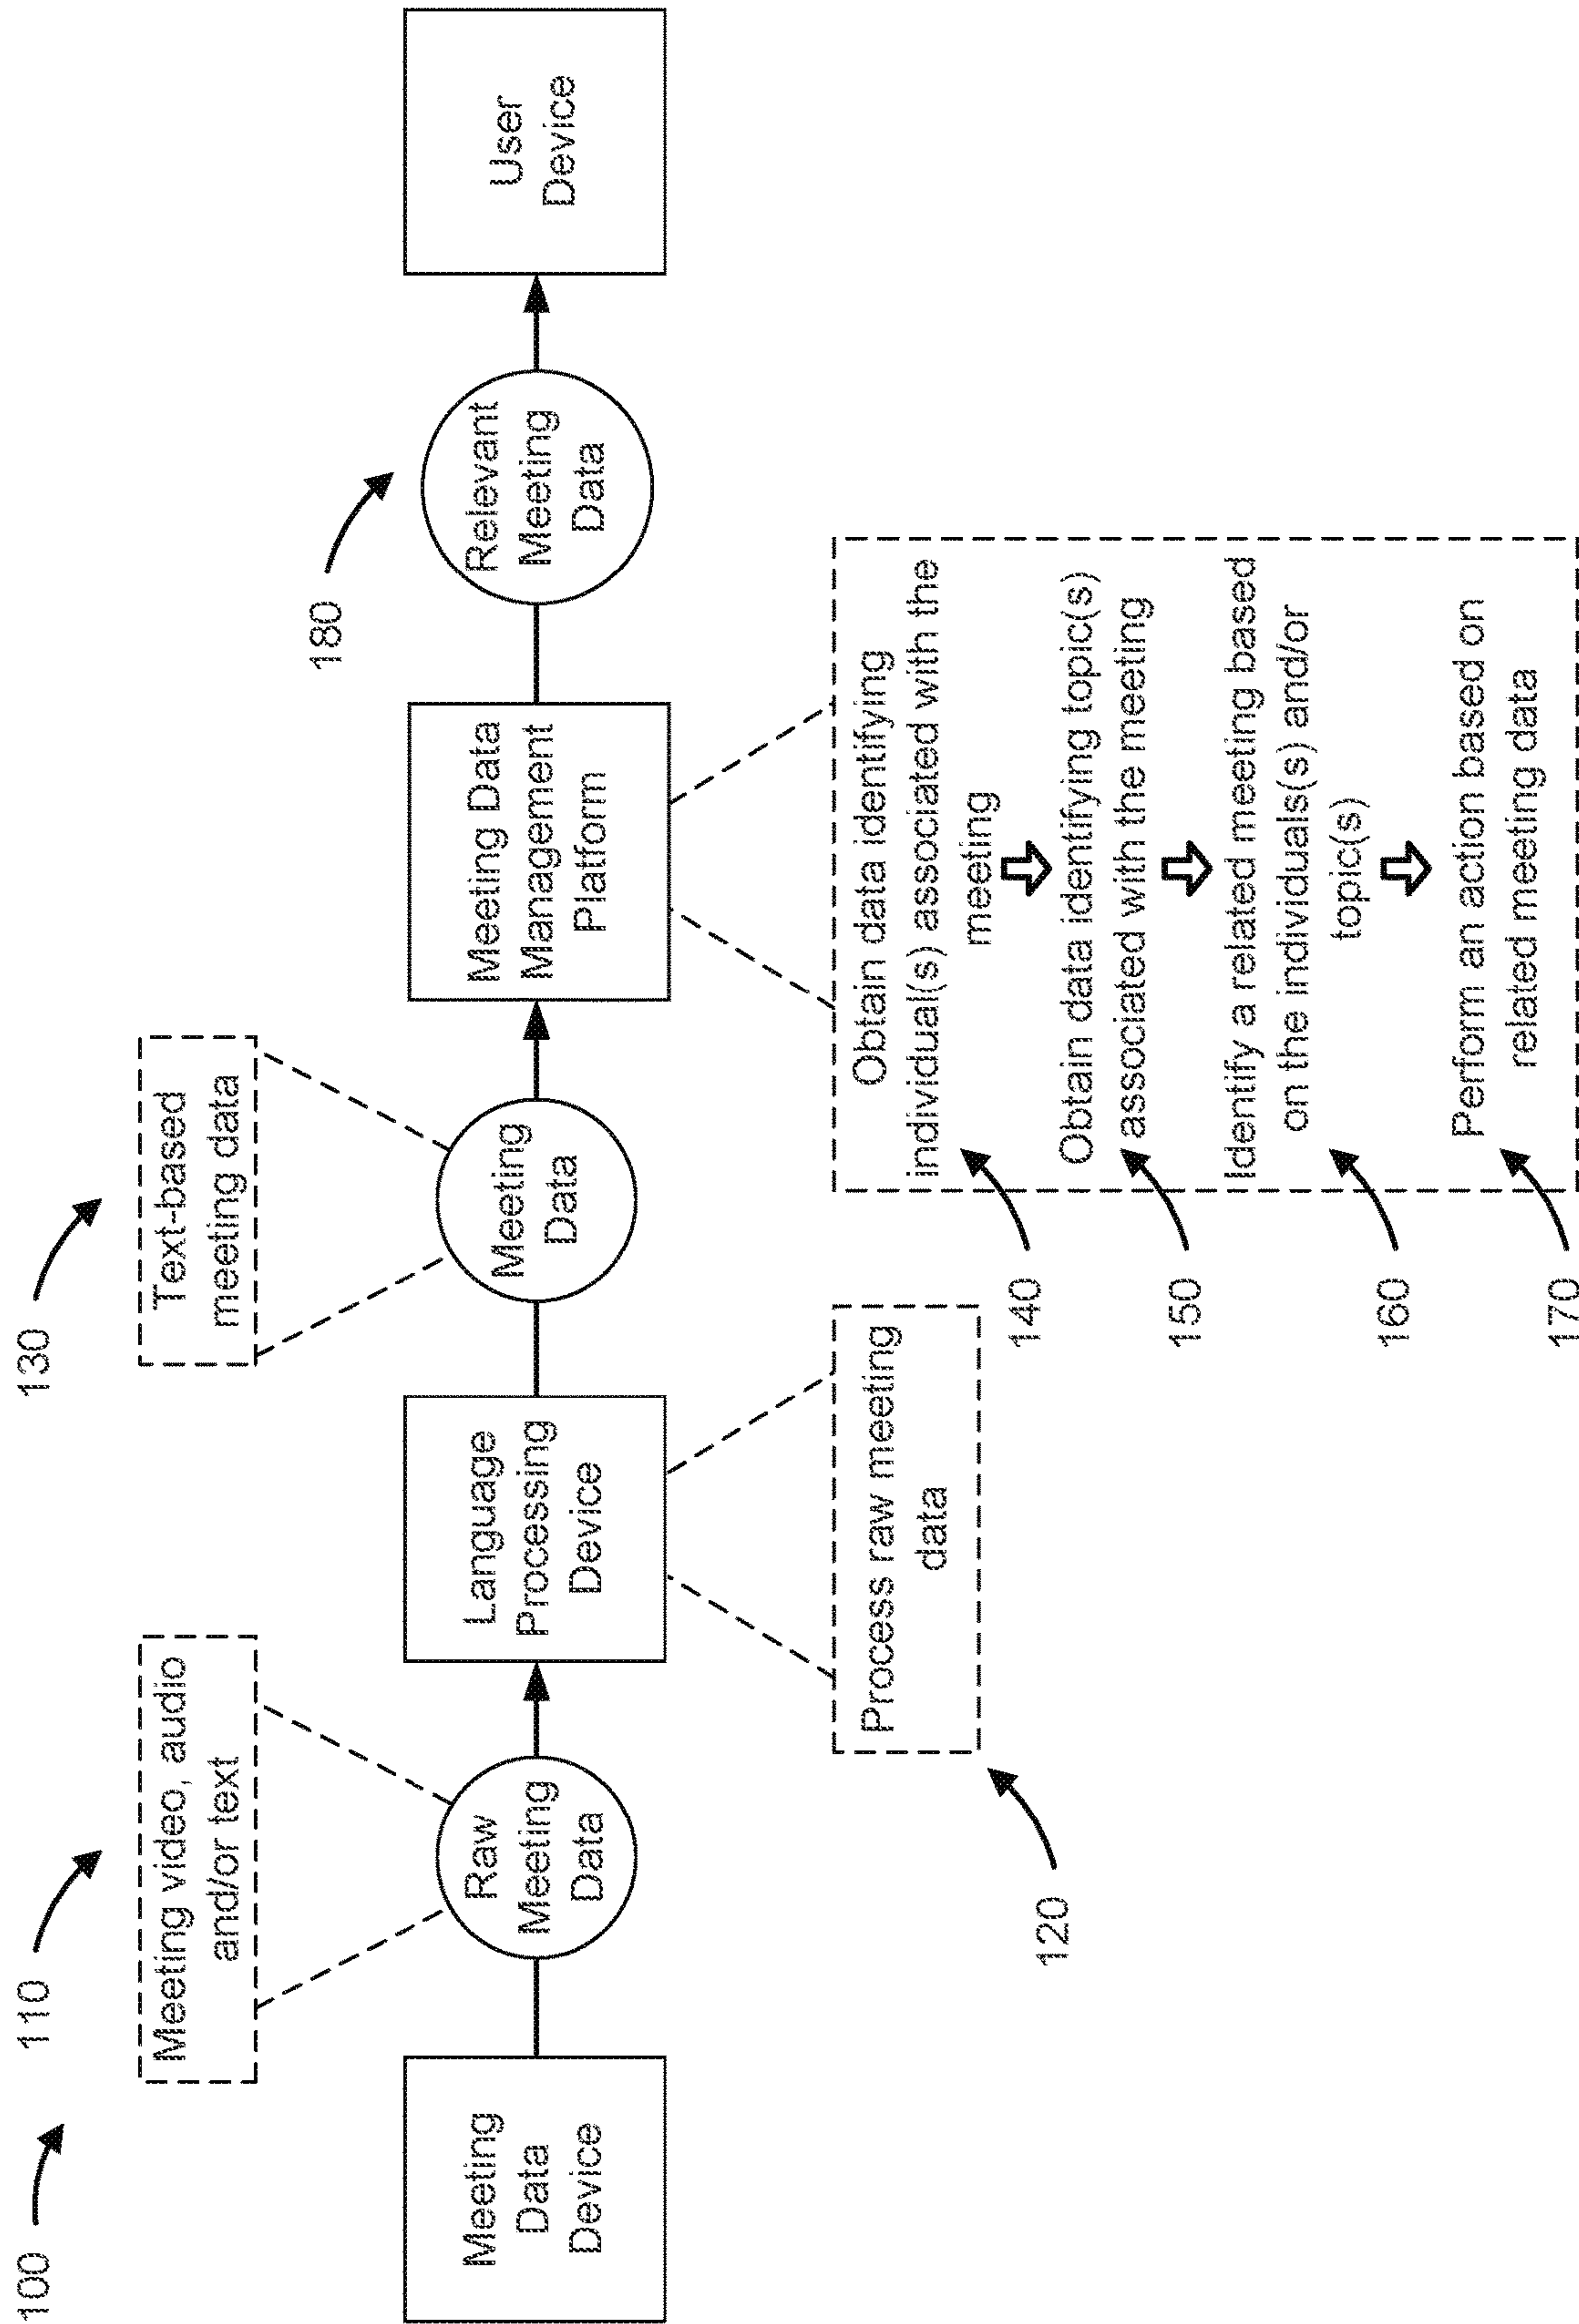 100
110
Meeting video, audio
and/or text
130
Text-based
meeting data
180
Meeting
Data
Device
Raw
Meeting
Data
Language
Processing
Device
Meeting
Data
Meeting Data
Management
Platform
Relevant
Meeting
Data
User
Device
120
Process raw meeting
data
140
Obtain data identifying
individual(s) associated with the
meeting
150
Obtain data identifying topic(s)
associated with the meeting
160
Identify a related meeting based
on the individuals(s) and/or
topic(s)
170
Perform an action based on
related meeting data